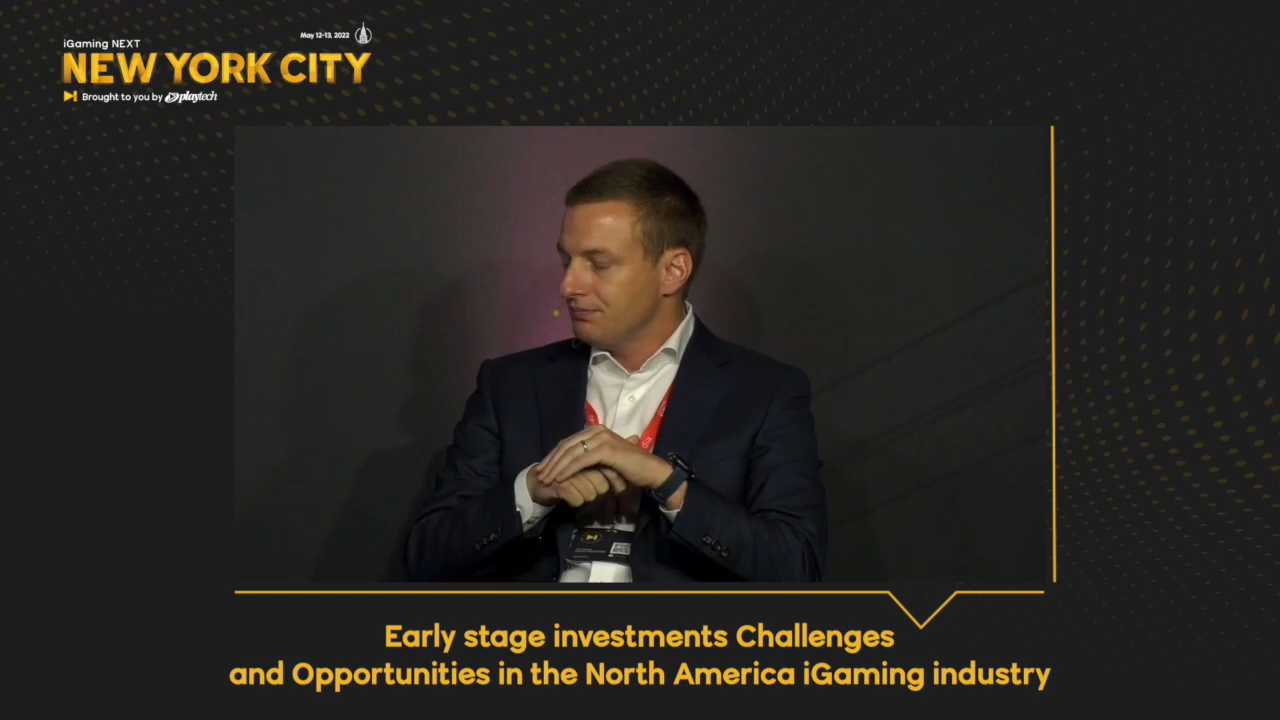 May 12-13, 2022
iGaming NEXT
NEW YORK CITY
Brought to you by playtech
dia
Early stage investments Challenges
and Opportunities in the North America iGaming industry